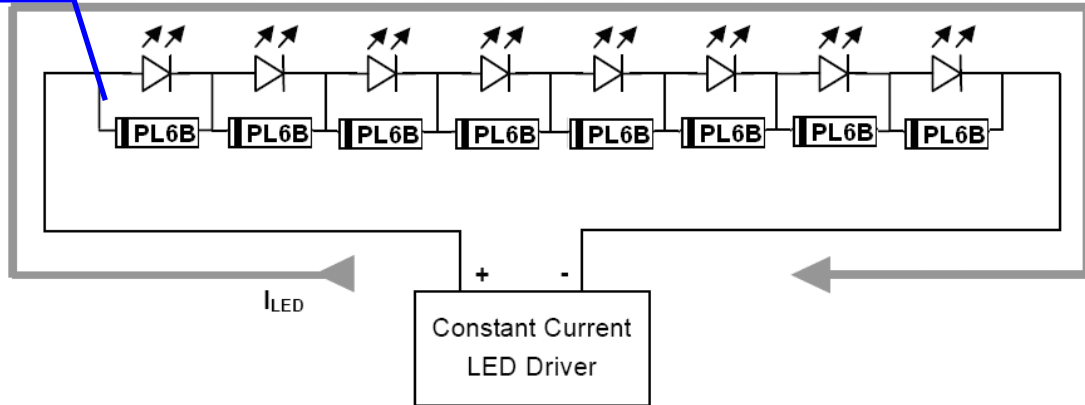 PL6B PL6B PL6B PL6B PL6B PL6B PL6B PL6B
+ -
ILED
Constant Current
LED Driver